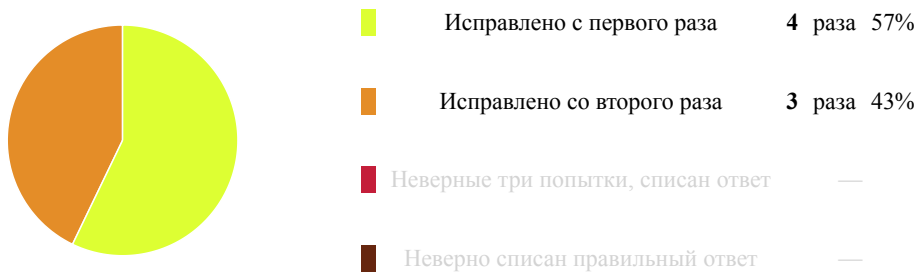 Исправлено с первого раза 4 раза 57%
Исправлено со второго раза 3 раза 43%
Неверные три попытки, списан ответ —
Неверно списан правильный ответ —